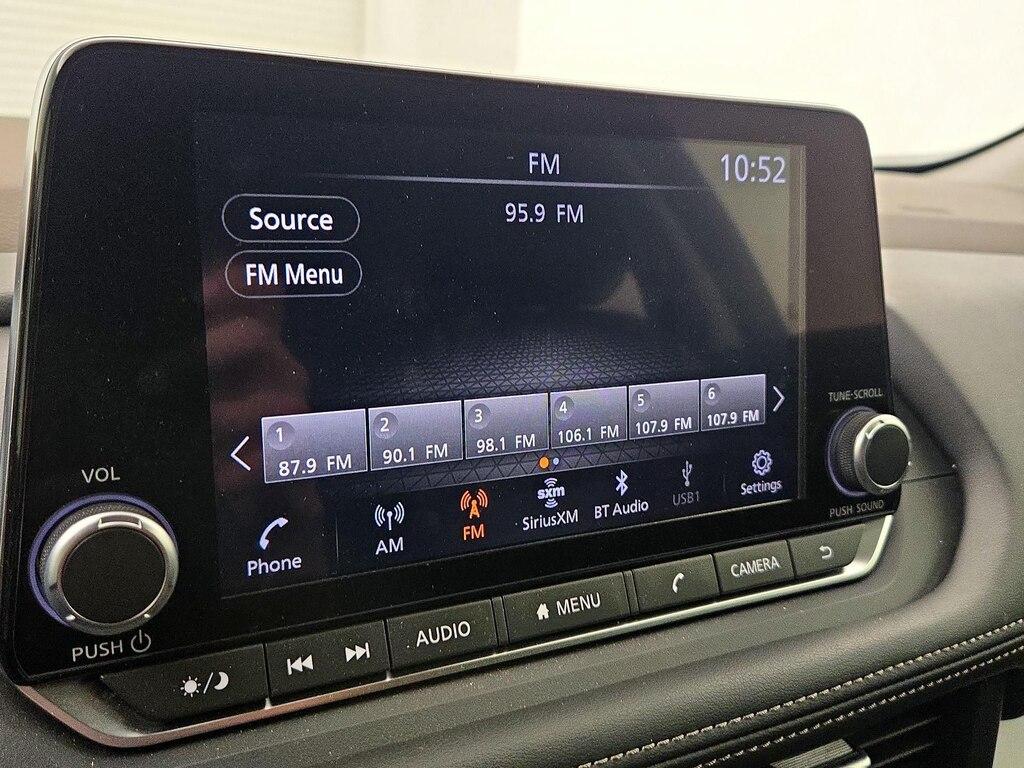 FM
10:52
Source
95.9 FM
FM Menu
1
87.9 FM
2
90.1 FM
3
98.1 FM
4
106.1 FM
5
107.9 FM
6
107.9 FM
TUNE·SCROLL
VOL
Phone
AM
FM
sxm
SiriusXM
BT Audio
USB1
Settings
PUSH SOUND
PUSH
AUDIO
MENU
CAMERA